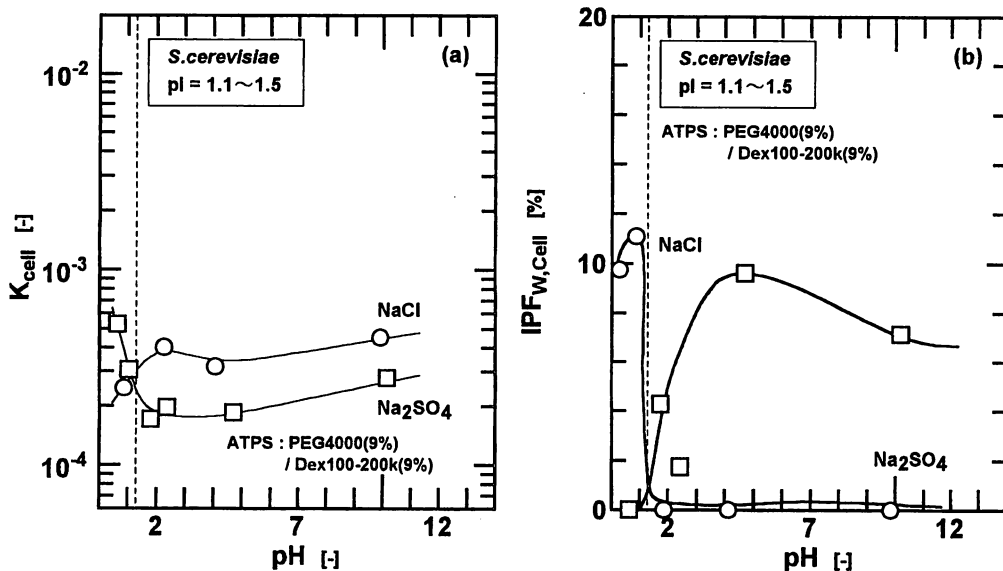 (a)
S.cerevisiae
pI = 1.1～1.5
10⁻²
10⁻³
10⁻⁴
K_cell [-]
NaCl
Na₂SO₄
ATPS : PEG4000(9%)
/ Dex100-200k(9%)
2 7 12
pH [-]
(b)
S.cerevisiae
pI = 1.1～1.5
ATPS : PEG4000(9%)
/ Dex100-200k(9%)
20
10
0
IPF_W,Cell [%]
NaCl
Na₂SO₄
2 7 12
pH [-]